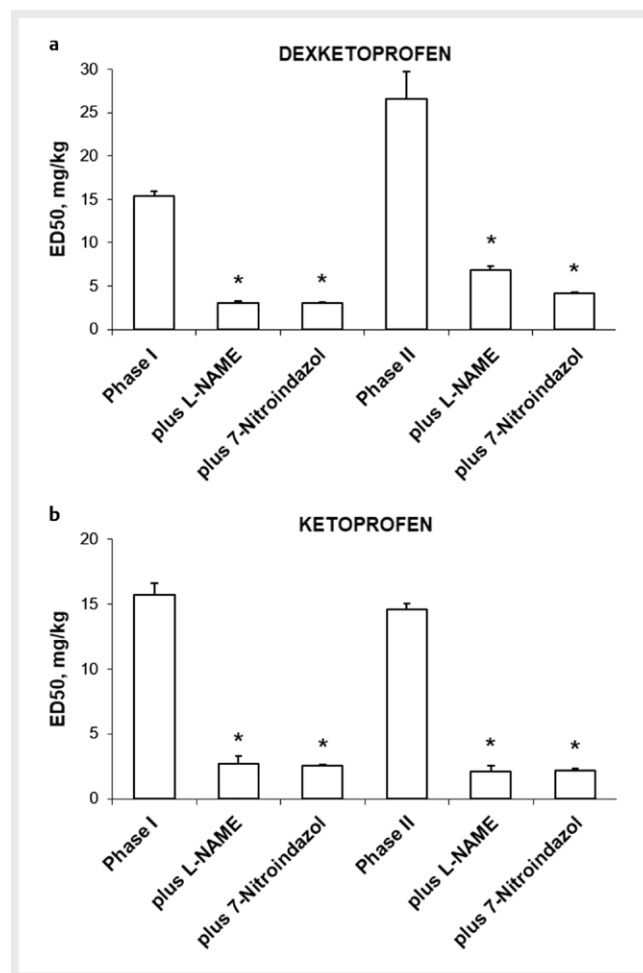 a
DEXKETOPROFEN
30
25
20
15
10
5
0
ED50, mg/kg
*
*
*
*
Phase I
plus L-NAME
plus 7-Nitroindazol
Phase II
plus L-NAME
plus 7-Nitroindazol
b
KETOPROFEN
20
15
10
5
0
ED50, mg/kg
*
*
*
*
Phase I
plus L-NAME
plus 7-Nitroindazol
Phase II
plus L-NAME
plus 7-Nitroindazol